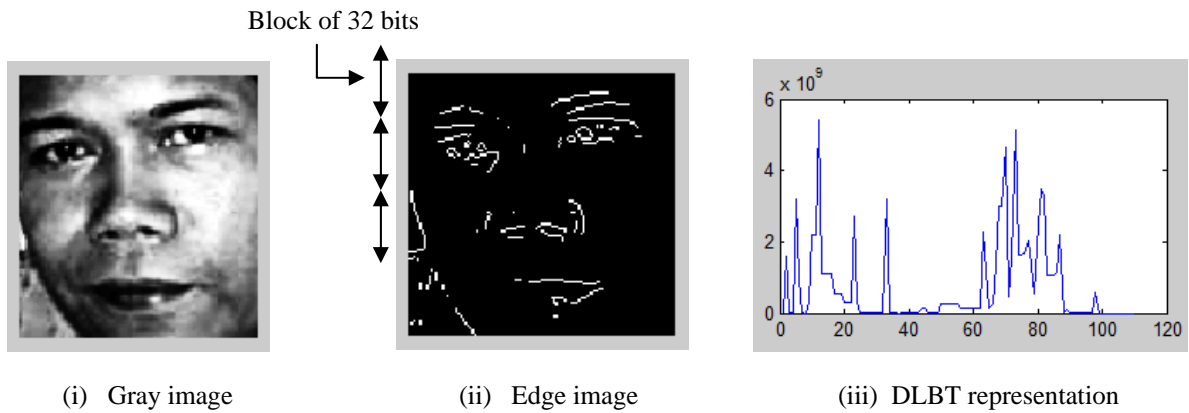 Block of 32 bits
x 10^9
6
4
2
0
0 20 40 60 80 100 120
(i) Gray image
(ii) Edge image
(iii) DLBT representation